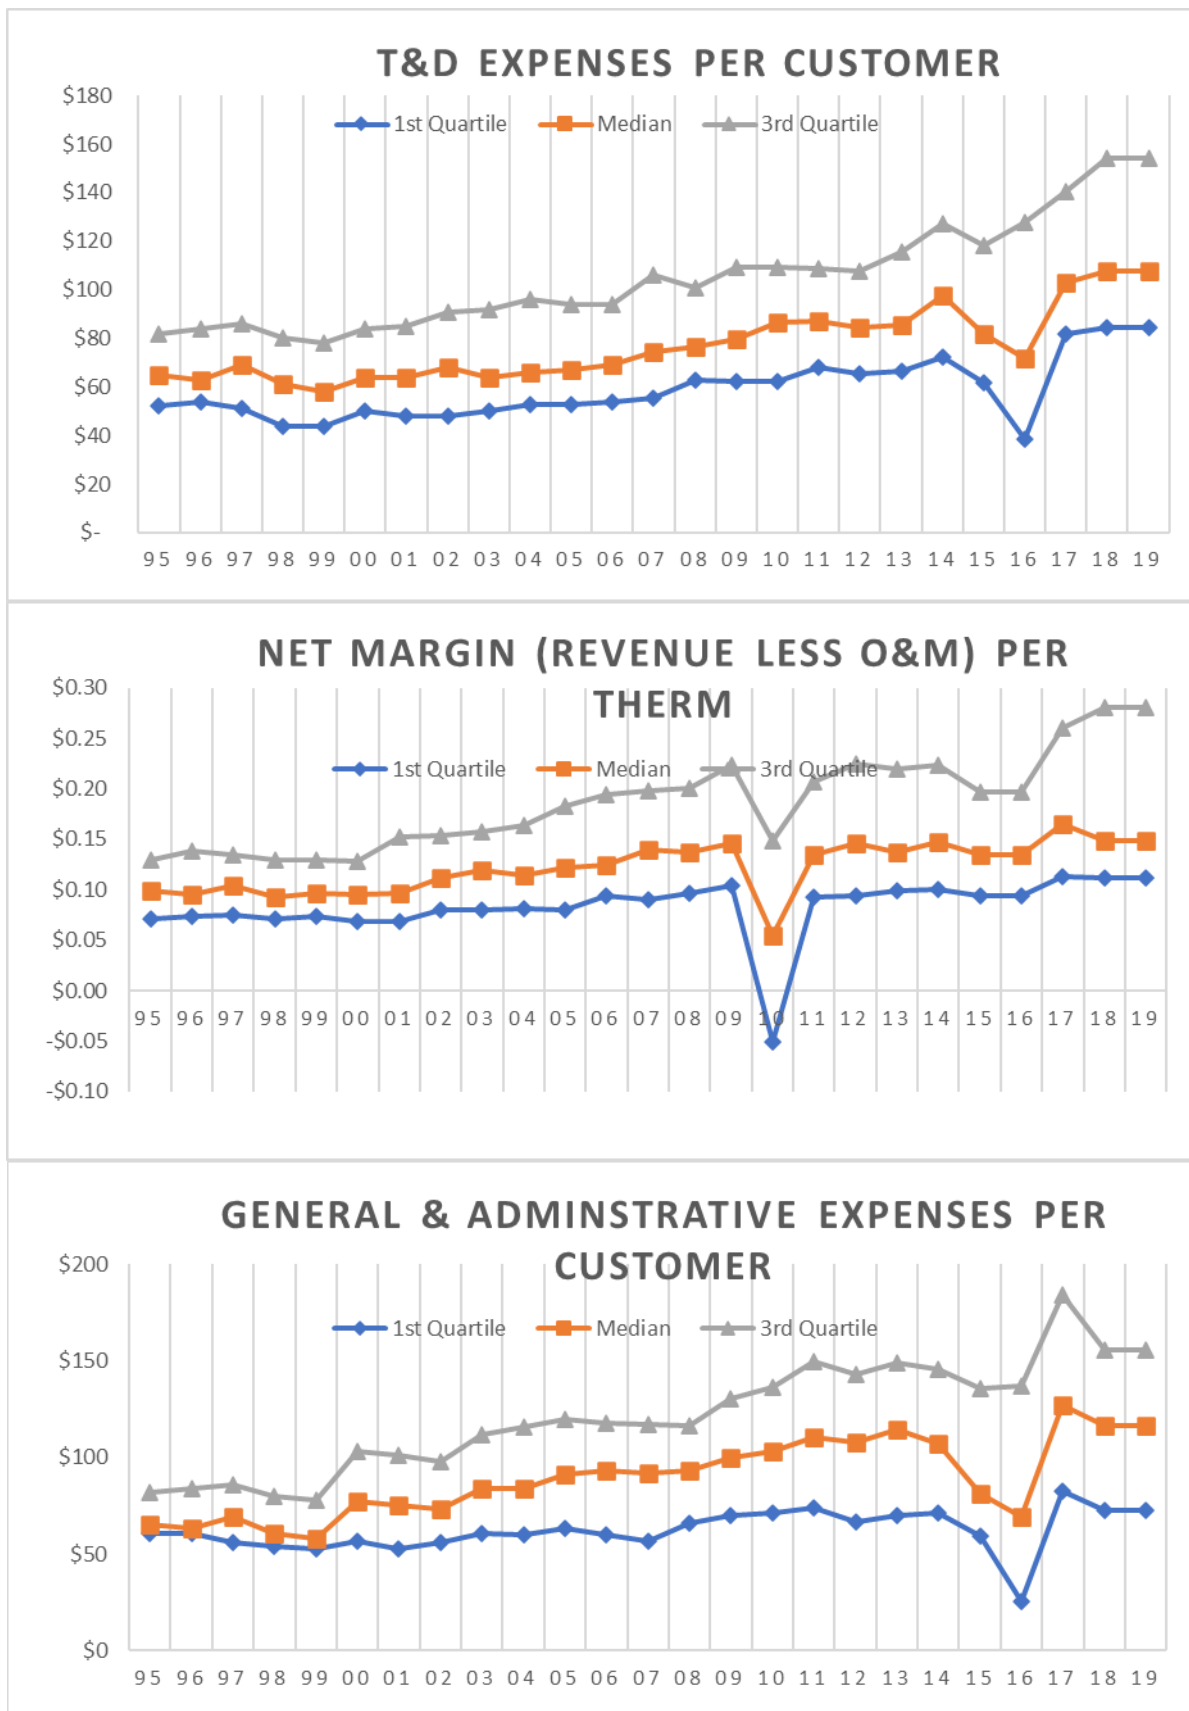 T&D EXPENSES PER CUSTOMER
$180
1st Quartile Median 3rd Quartile
$160
$140
$120
$100
$80
$60
$40
$20
$-
95 96 97 98 99 00 01 02 03 04 05 06 07 08 09 10 11 12 13 14 15 16 17 18 19
NET MARGIN (REVENUE LESS O&M) PER
THERM
$0.30
$0.25
1st Quartile Median 3rd Quartile
$0.20
$0.15
$0.10
$0.05
$0.00
95 96 97 98 99 00 01 02 03 04 05 06 07 08 09 10 11 12 13 14 15 16 17 18 19
-$0.05
-$0.10
GENERAL & ADMINSTRATIVE EXPENSES PER
CUSTOMER
$200
1st Quartile Median 3rd Quartile
$150
$100
$50
$0
95 96 97 98 99 00 01 02 03 04 05 06 07 08 09 10 11 12 13 14 15 16 17 18 19